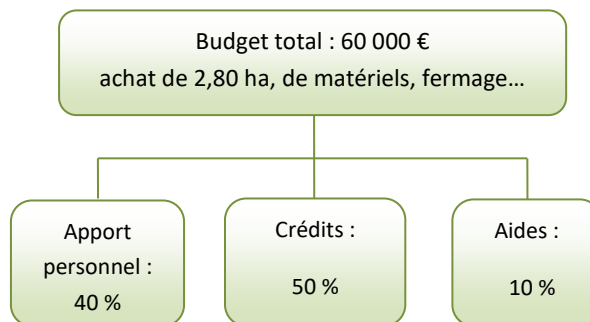 Budget total : 60 000 €
achat de 2,80 ha, de matériels, fermage…
Apport
personnel :
40 %
Crédits :
50 %
Aides :
10 %